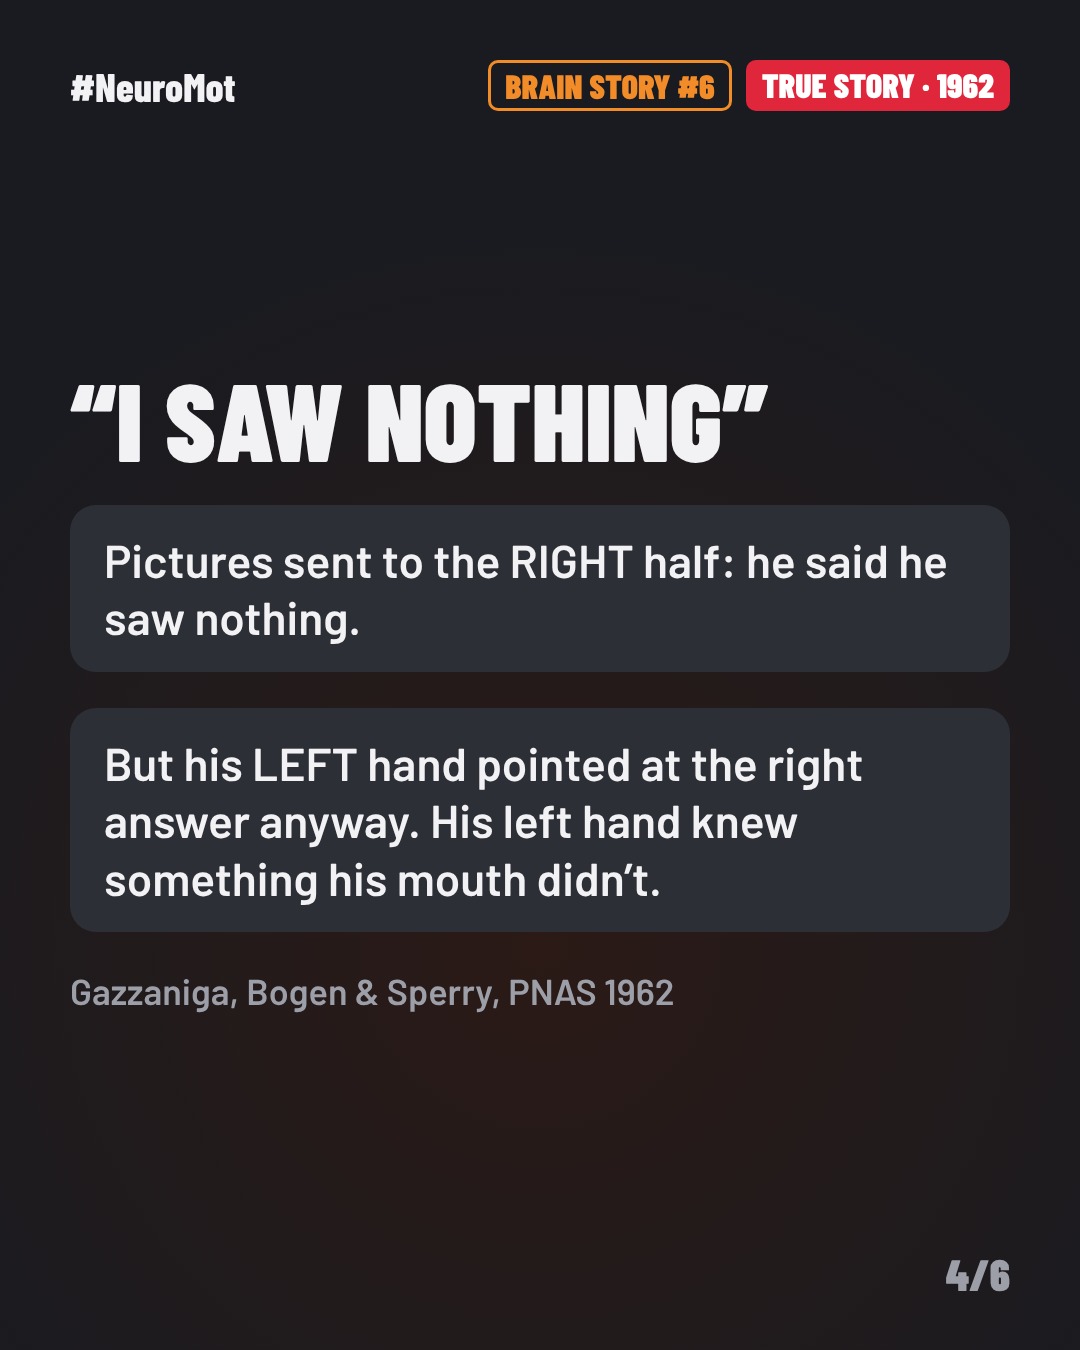 #NeuroMot
BRAIN STORY #6
TRUE STORY · 1962
“I SAW NOTHING”
Pictures sent to the RIGHT half: he said he
saw nothing.
But his LEFT hand pointed at the right
answer anyway. His left hand knew
something his mouth didn’t.
Gazzaniga, Bogen & Sperry, PNAS 1962
4/6